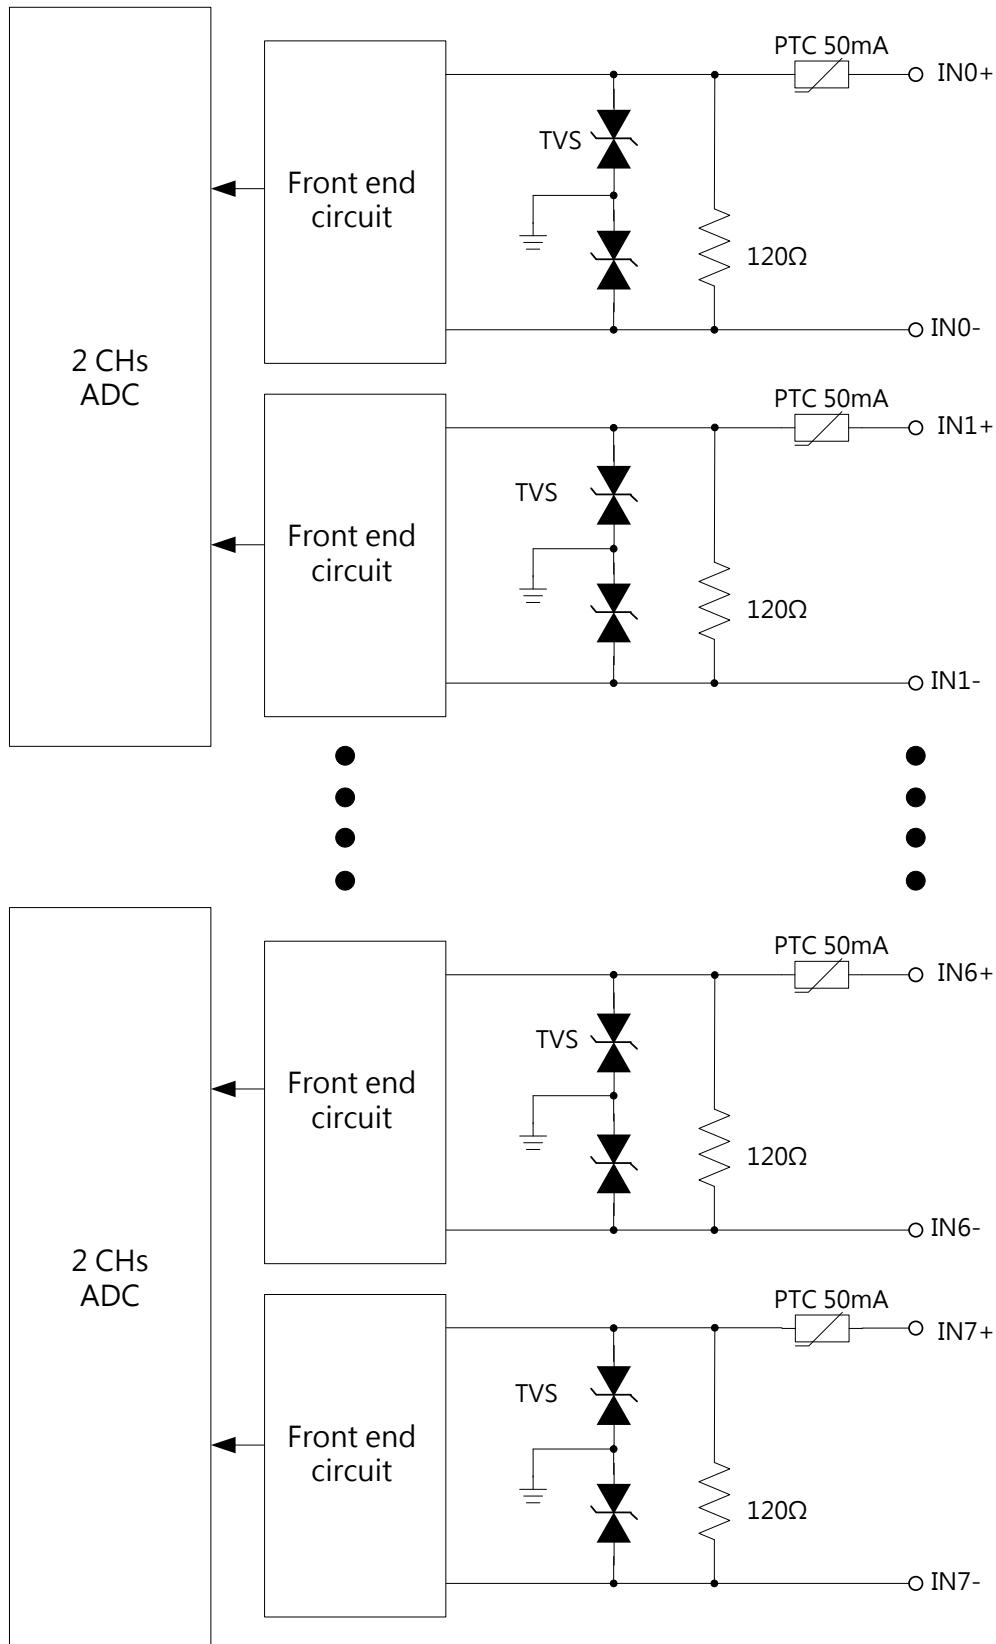 PTC 50mA
IN0+
TVS
Front end
circuit
120Ω
IN0-
2 CHs
ADC
PTC 50mA
IN1+
TVS
Front end
circuit
120Ω
IN1-
PTC 50mA
IN6+
TVS
Front end
circuit
120Ω
IN6-
2 CHs
ADC
PTC 50mA
IN7+
TVS
Front end
circuit
120Ω
IN7-